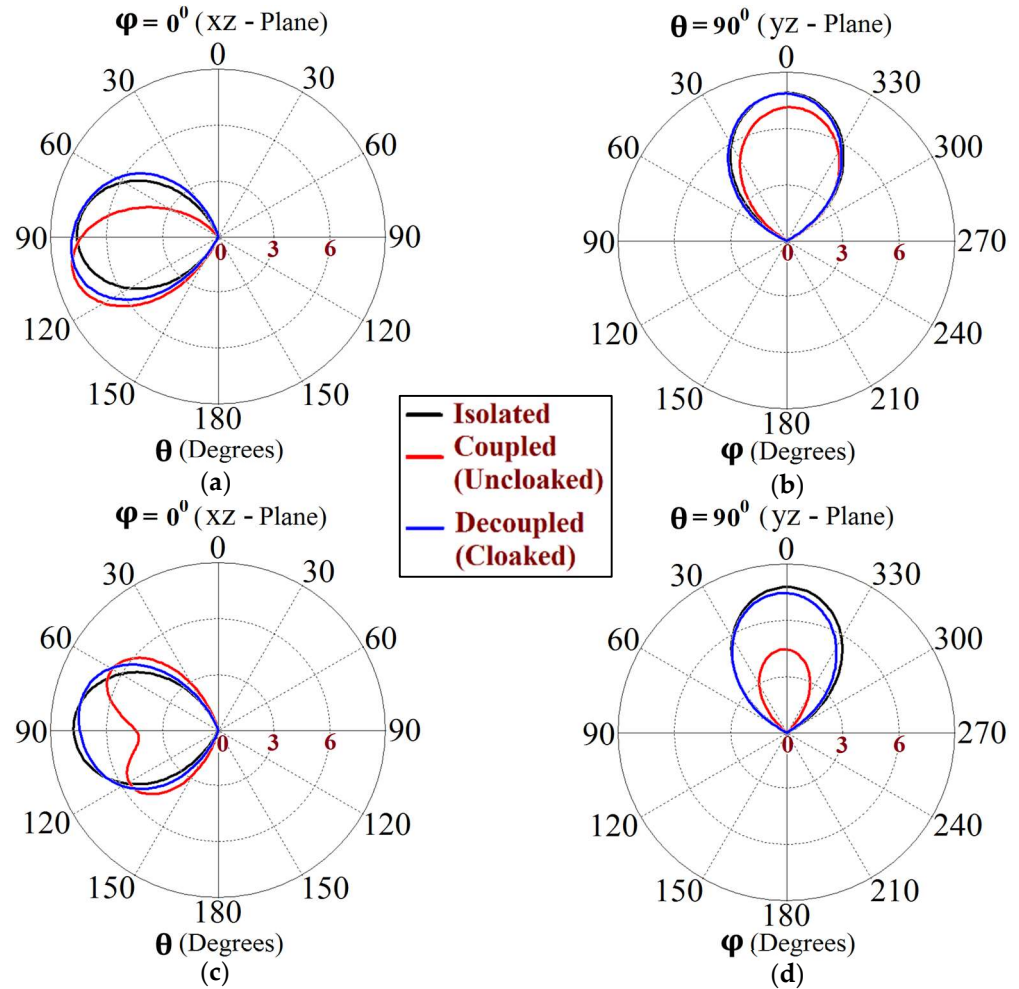 φ = 0⁰ (xz - Plane)
0
30 30
60 60
90 90
0 3 6
120 120
150 150
180
θ (Degrees)
(a)
θ = 90⁰ (yz - Plane)
0
30 330
60 300
90 270
0 3 6
120 240
150 210
180
φ (Degrees)
(b)
Isolated
Coupled
(Uncloaked)
Decoupled
(Cloaked)
φ = 0⁰ (xz - Plane)
0
30 30
60 60
90 90
0 3 6
120 120
150 150
180
θ (Degrees)
(c)
θ = 90⁰ (yz - Plane)
0
30 330
60 300
90 270
0 3 6
120 240
150 210
180
φ (Degrees)
(d)